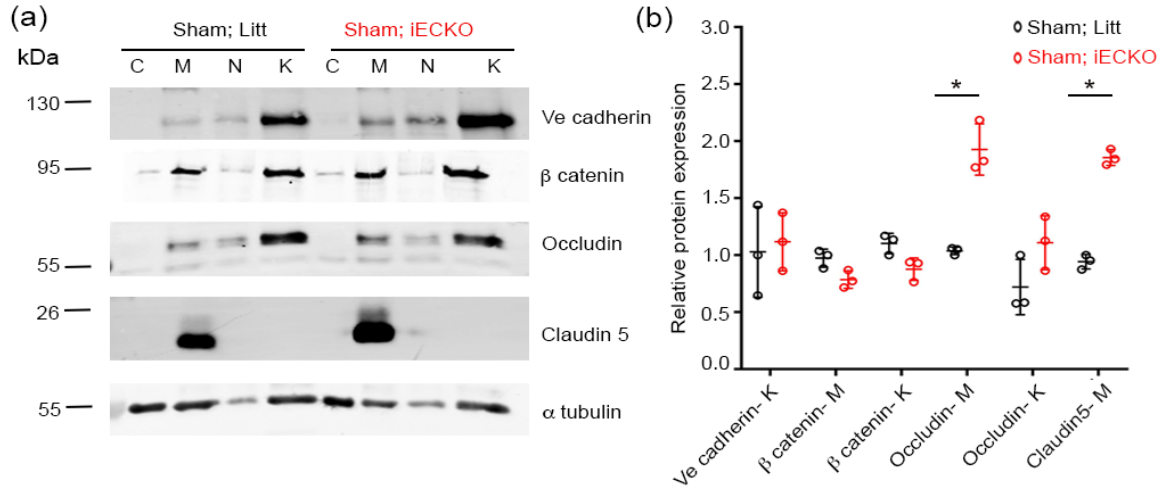 (a)
Sham; Litt Sham; iECKO
kDa
C M N K C M N K
130
Ve cadherin
95
β catenin
Occludin
55
26
Claudin 5
55
α tubulin
(b)
Sham; Litt
Sham; iECKO
Relative protein expression
3.0
2.5
2.0
1.5
1.0
0.5
0.0
* *
Ve cadherin- K
β catenin- M
β catenin- K
Occludin- M
Occludin- K
Claudin5- M